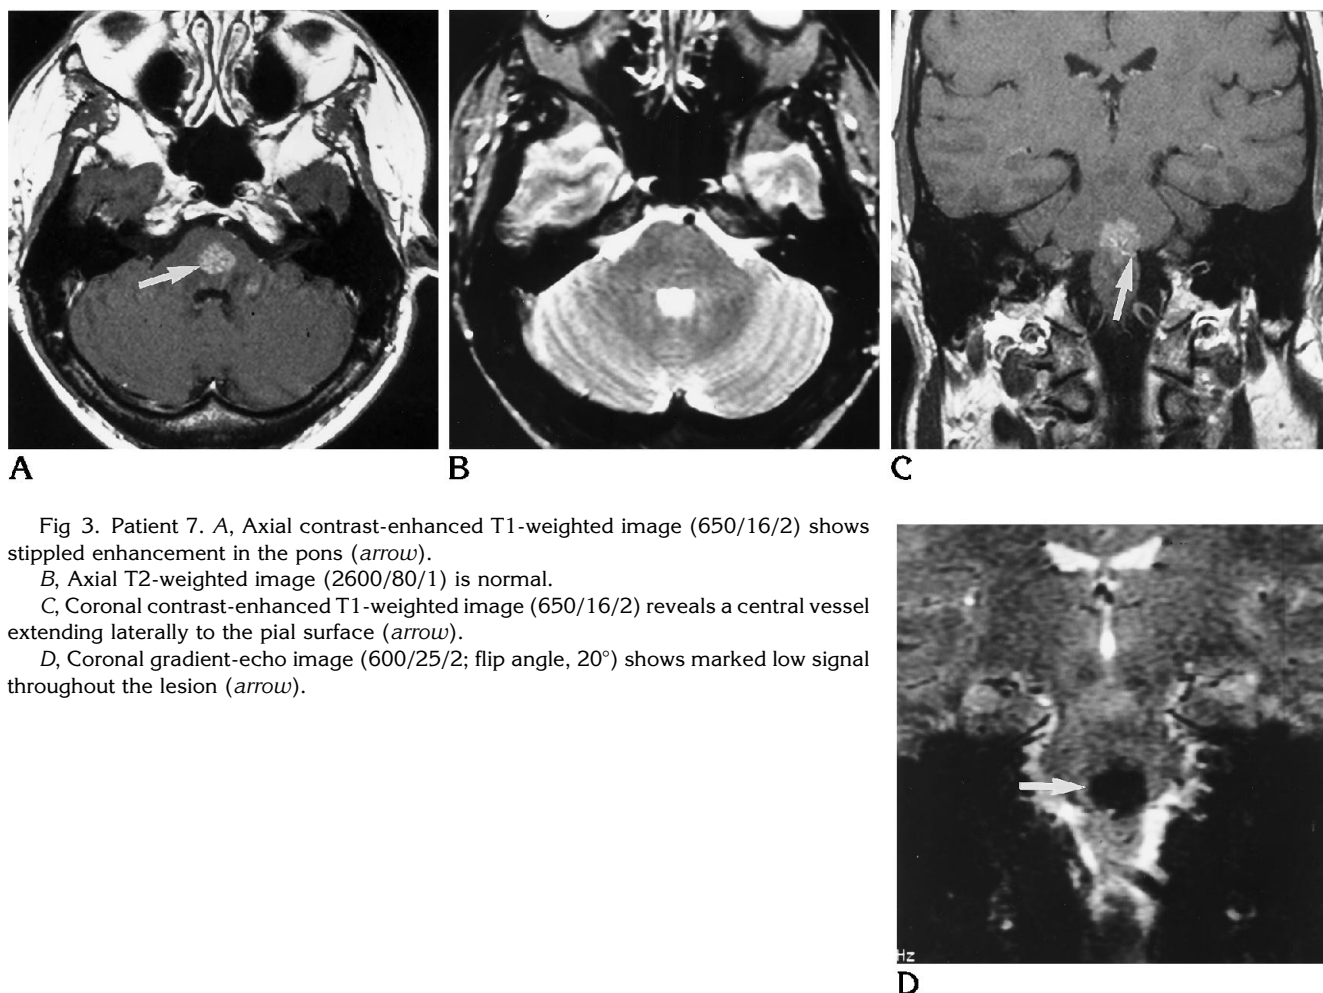 A
B
C
Fig 3. Patient 7. A, Axial contrast-enhanced T1-weighted image (650/16/2) shows
stippled enhancement in the pons (arrow).
B, Axial T2-weighted image (2600/80/1) is normal.
C, Coronal contrast-enhanced T1-weighted image (650/16/2) reveals a central vessel
extending laterally to the pial surface (arrow).
D, Coronal gradient-echo image (600/25/2; flip angle, 20°) shows marked low signal
throughout the lesion (arrow).
Hz
D